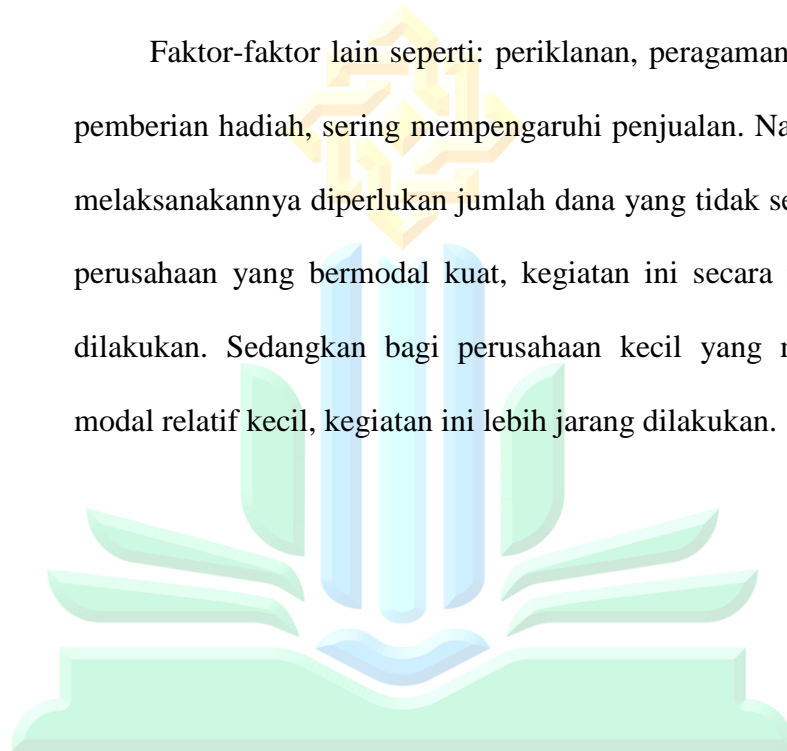 Faktor-faktor lain seperti: periklanan, peragaman
pemberian hadiah, sering mempengaruhi penjualan. Na
melaksanakannya diperlukan jumlah dana yang tidak se
perusahaan yang bermodal kuat, kegiatan ini secara
dilakukan. Sedangkan bagi perusahaan kecil yang
modal relatif kecil, kegiatan ini lebih jarang dilakukan.